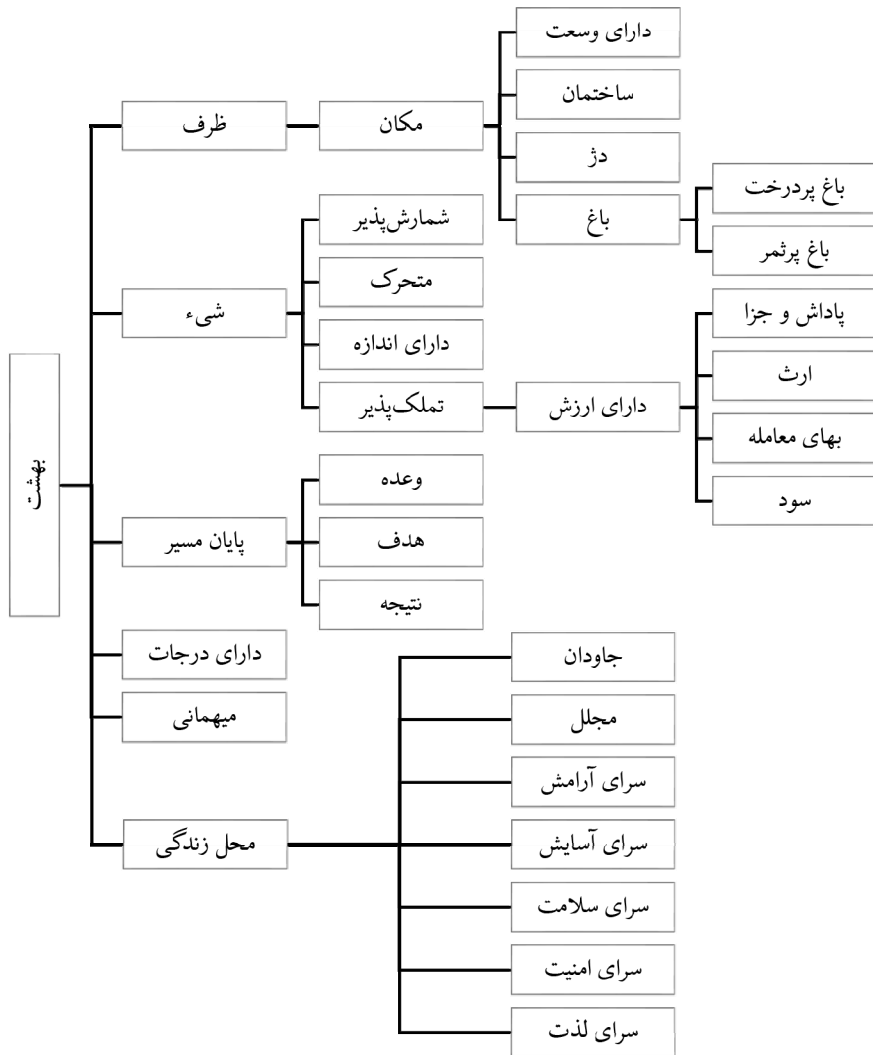 بهشت
ظرف
مکان
دارای وسعت
ساختمان
دژ
باغ
باغ پردرخت
باغ پرثمر
شیء
شمارش‌پذیر
متحرک
دارای اندازه
تملک‌پذیر
دارای ارزش
پاداش و جزا
ارث
بهای معامله
سود
پایان مسیر
وعده
هدف
نتیجه
دارای درجات
میهمانی
محل زندگی
جاودان
مجلل
سرای آرامش
سرای آسایش
سرای سلامت
سرای امنیت
سرای لذت